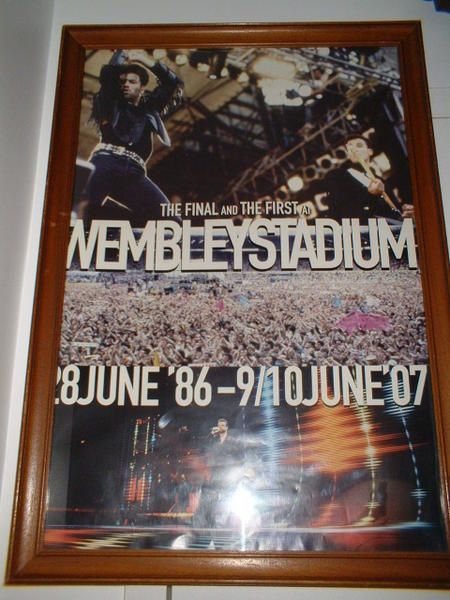 THE FINAL AND THE FIRST AT
WEMBLEYSTADIUM
28JUNE '86-9/10JUNE'07